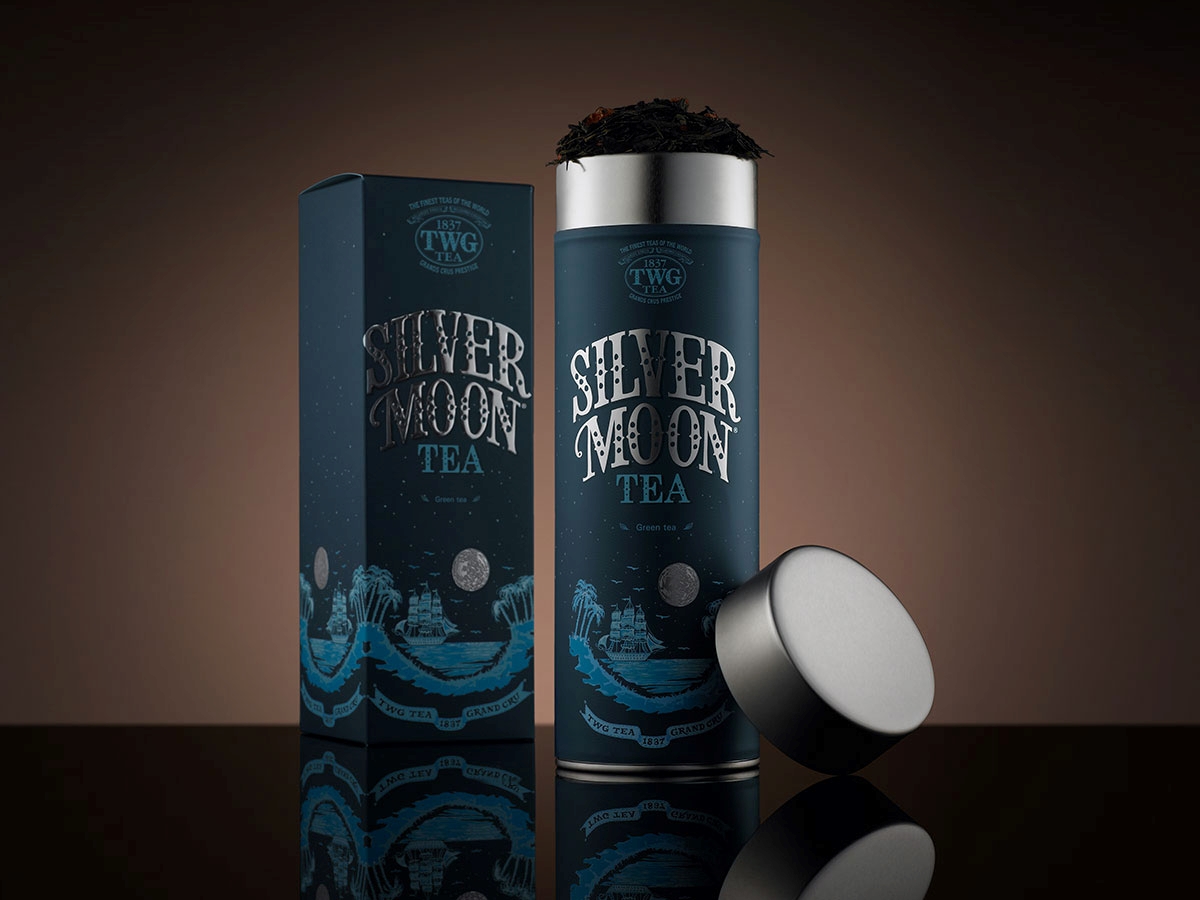 THE FINEST TEAS OF THE WORLD
1837
TWG
TEA
GRANDS CRUS PRESTIGE
SILVER
MOON®
TEA
Green tea
TWG TEA 1837 GRAND CRU
THE FINEST TEAS OF THE WORLD
1837
TWG
TEA
GRANDS CRUS PRESTIGE
SILVER
MOON®
TEA
Green tea
TWG TEA 1837 GRAND CRU